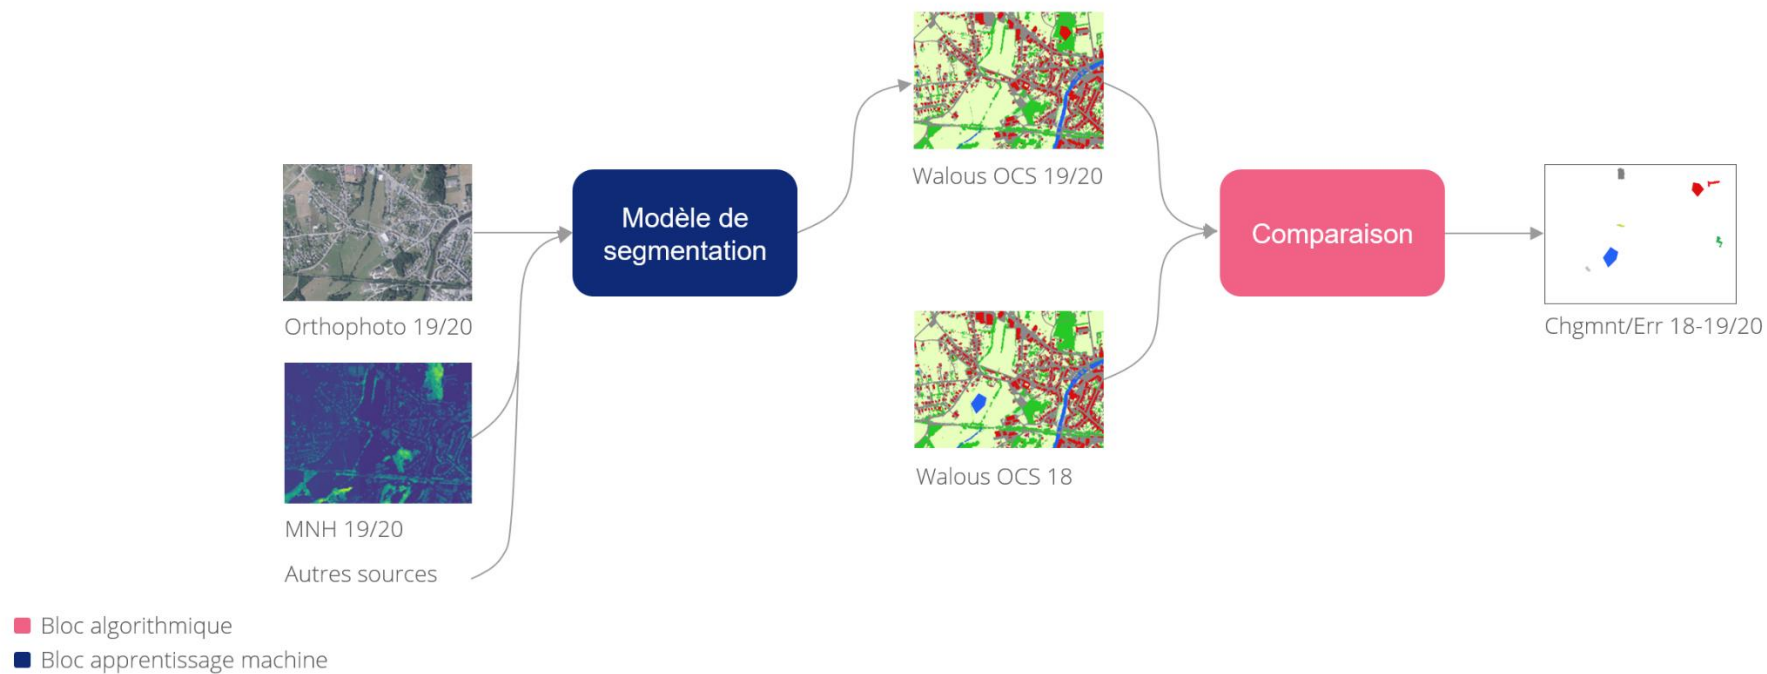 Walous OCS 19/20
Modèle de
segmentation
Comparaison
Orthophoto 19/20
Chgmnt/Err 18-19/20
Walous OCS 18
MNH 19/20
Autres sources
Bloc algorithmique
Bloc apprentissage machine